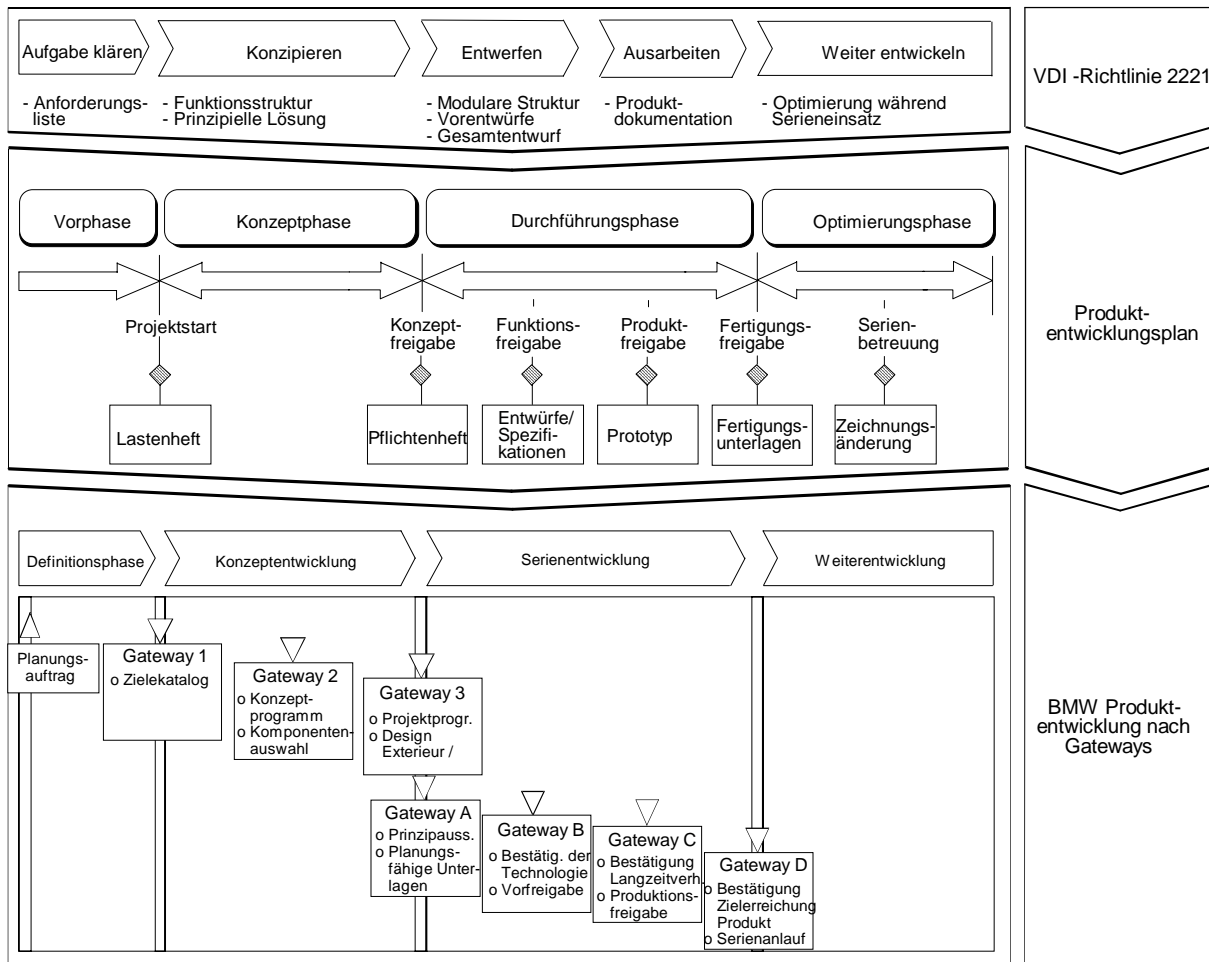 Aufgabe klären
Konzipieren
Entwerfen
Ausarbeiten
Weiter entwickeln
VDI -Richtlinie 2221
- Anforderungs-
liste
- Funktionsstruktur
- Prinzipielle Lösung
- Modulare Struktur
- Vorentwürfe
- Gesamtentwurf
- Produkt-
dokumentation
- Optimierung während
Serieneinsatz
Vorphase
Konzeptphase
Durchführungsphase
Optimierungsphase
Projektstart
Konzept-
freigabe
Funktions-
freigabe
Produkt-
freigabe
Fertigungs-
freigabe
Serien-
betreuung
Produkt-
entwicklungsplan
Lastenheft
Pflichtenheft
Entwürfe/
Spezifi-
kationen
Prototyp
Fertigungs-
unterlagen
Zeichnungs-
änderung
Definitionsphase
Konzeptentwicklung
Serienentwicklung
Weiterentwicklung
Planungs-
auftrag
Gateway 1
o Zielekatalog
Gateway 2
o Konzept-
programm
o Komponenten-
auswahl
Gateway 3
o Projektprogr.
o Design
Exterieur /
BMW Produkt-
entwicklung nach
Gateways
Gateway A
o Prinzipauss.
o Planungs-
fähige Unter-
lagen
Gateway B
o Bestätig. der
Technologie
o Vorfreigabe
Gateway C
o Bestätigung
Langzeitverh.
o Produktions-
freigabe
Gateway D
o Bestätigung
Zielerreichung
Produkt
o Serienanlauf